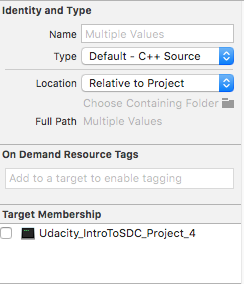 Identity and Type
Name Multiple Values
Type Default - C++ Source
Location Relative to Project
Choose Containing Folder
Full Path Multiple Values
On Demand Resource Tags
Add to a target to enable tagging
Target Membership
Udacity_IntroToSDC_Project_4